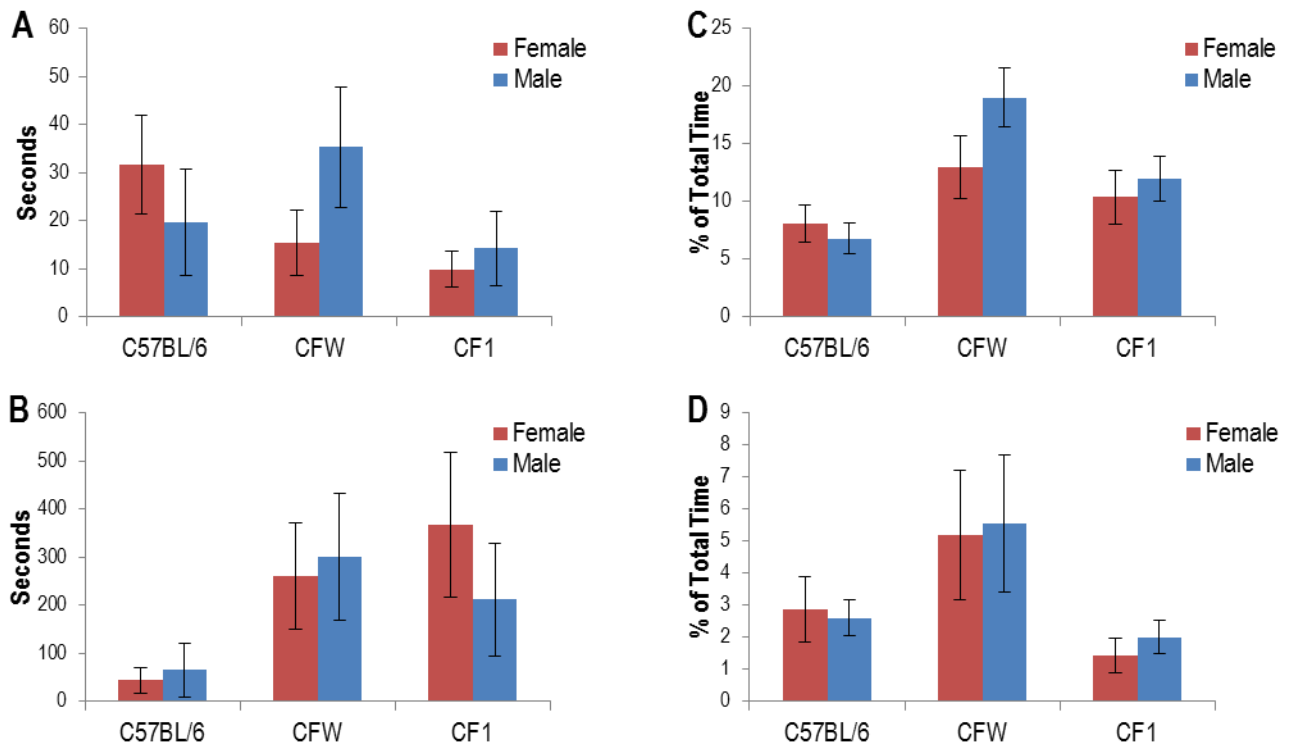 A
Seconds
60
50
40
30
20
10
0
Female
Male
C57BL/6 CFW CF1
C
% of Total Time
25
20
15
10
5
0
Female
Male
C57BL/6 CFW CF1
B
Seconds
600
500
400
300
200
100
0
Female
Male
C57BL/6 CFW CF1
D
% of Total Time
9
8
7
6
5
4
3
2
1
0
Female
Male
C57BL/6 CFW CF1